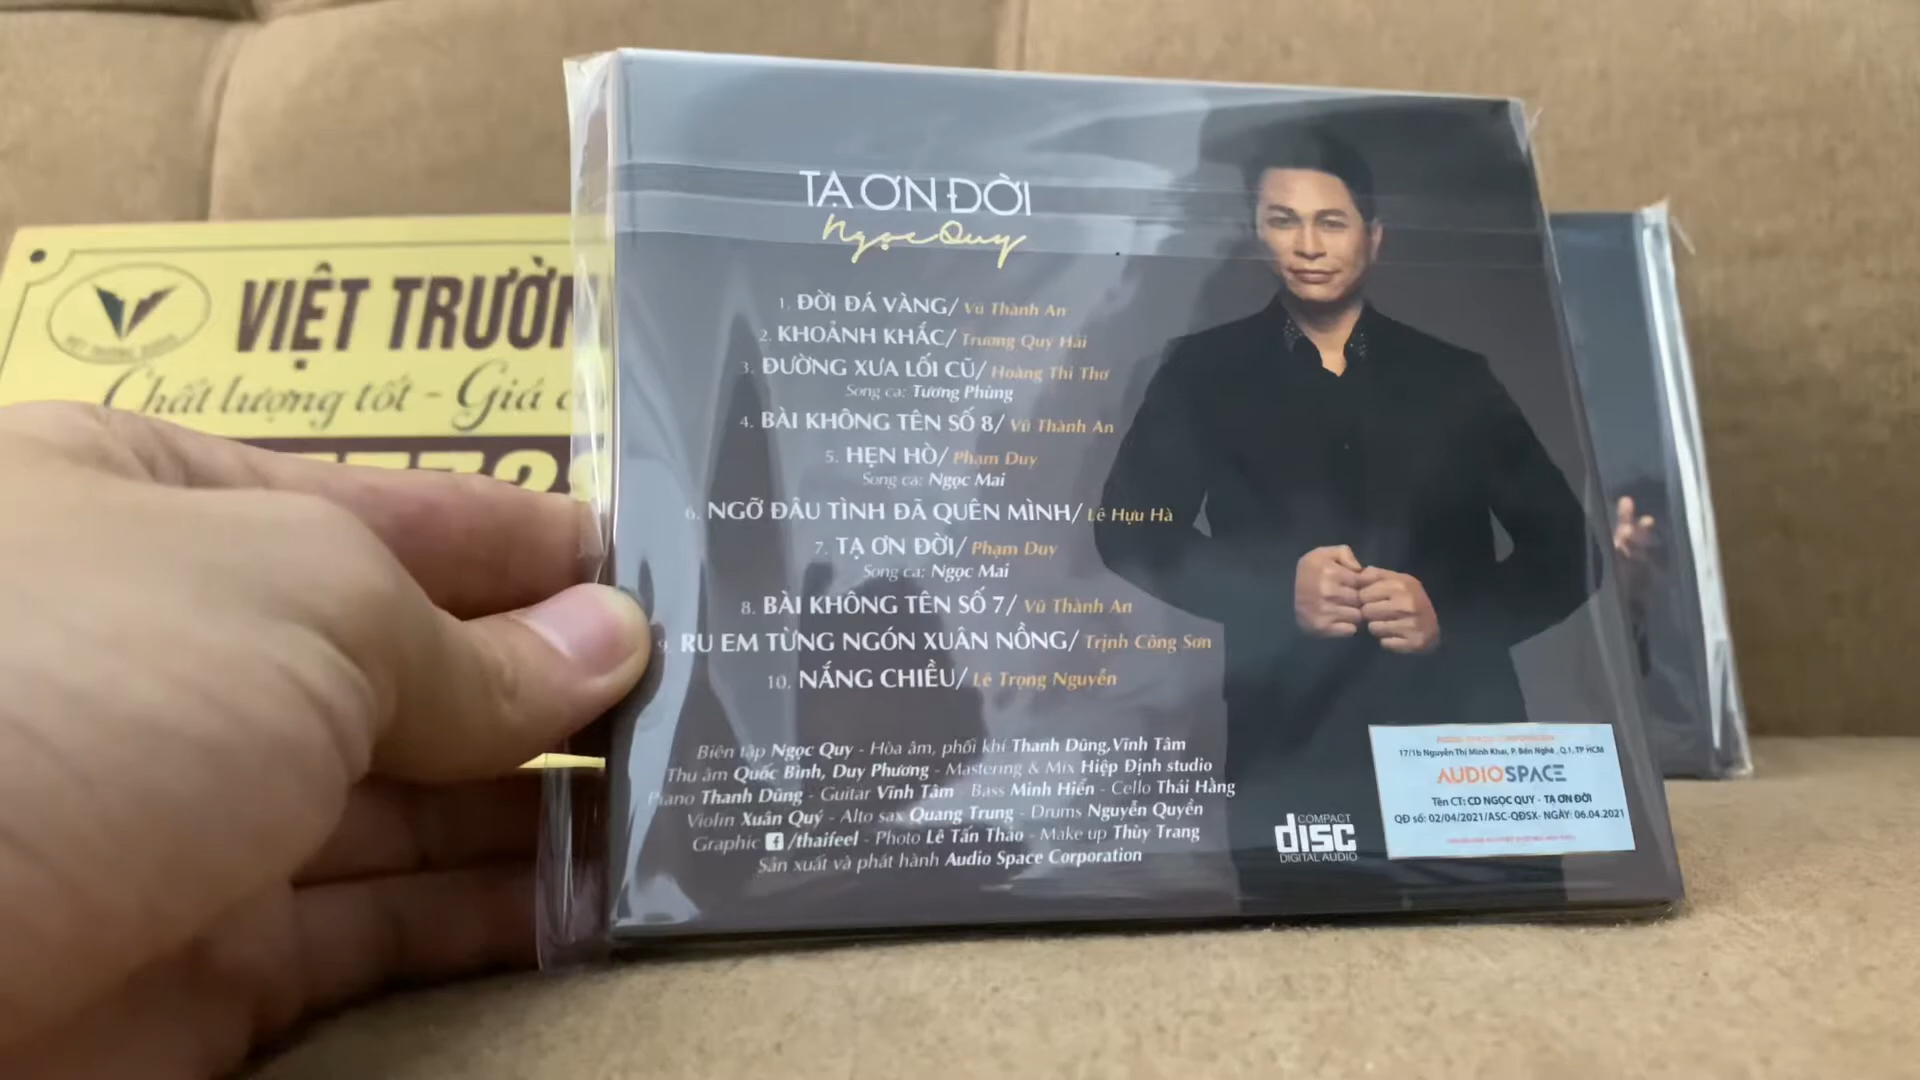 TẠ ƠN ĐỜI
Ngọc Quy
1. ĐỜI ĐÁ VÀNG/ Vũ Thành An
2. KHOẢNH KHẮC/ Trương Quy Hải
3. ĐƯỜNG XƯA LỐI CŨ/ Hoàng Thi Thơ
Song ca: Tương Phùng
4. BÀI KHÔNG TÊN SỐ 8/ Vũ Thành An
5. HẸN HÒ/ Phạm Duy
Song ca: Ngọc Mai
6. NGỠ ĐÂU TÌNH ĐÃ QUÊN MÌNH/ Lê Hựu Hà
7. TẠ ƠN ĐỜI/ Phạm Duy
Song ca: Ngọc Mai
8. BÀI KHÔNG TÊN SỐ 7/ Vũ Thành An
9. RU EM TỪNG NGÓN XUÂN NỒNG/ Trịnh Công Sơn
10. NẮNG CHIỀU/ Lê Trọng Nguyễn
Biên tập Ngọc Quy - Hòa âm, phối khí Thanh Dũng,Vĩnh Tâm
Thu âm Quốc Bình, Duy Phương - Mastering & Mix Hiệp Định studio
Piano Thanh Dũng - Guitar Vĩnh Tâm - Bass Minh Hiển - Cello Thái Hằng
Violin Xuân Quý - Alto sax Quang Trung - Drums Nguyễn Quyền
Graphic f /thaifeel - Photo Lê Tấn Thảo - Make up Thùy Trang
Sản xuất và phát hành Audio Space Corporation
COMPACT
disc
DIGITAL AUDIO
17/1b Nguyễn Thị Minh Khai, P. Bến Nghé , Q.1, TP HCM
AUDIOSPACE
Tên CT: CD NGỌC QUY - TẠ ƠN ĐỜI
QĐ số: 02/04/2021/ASC-QĐSX- NGÀY: 06.04.2021
VIỆT TRƯỜN
Chất lượng tốt - Giá c